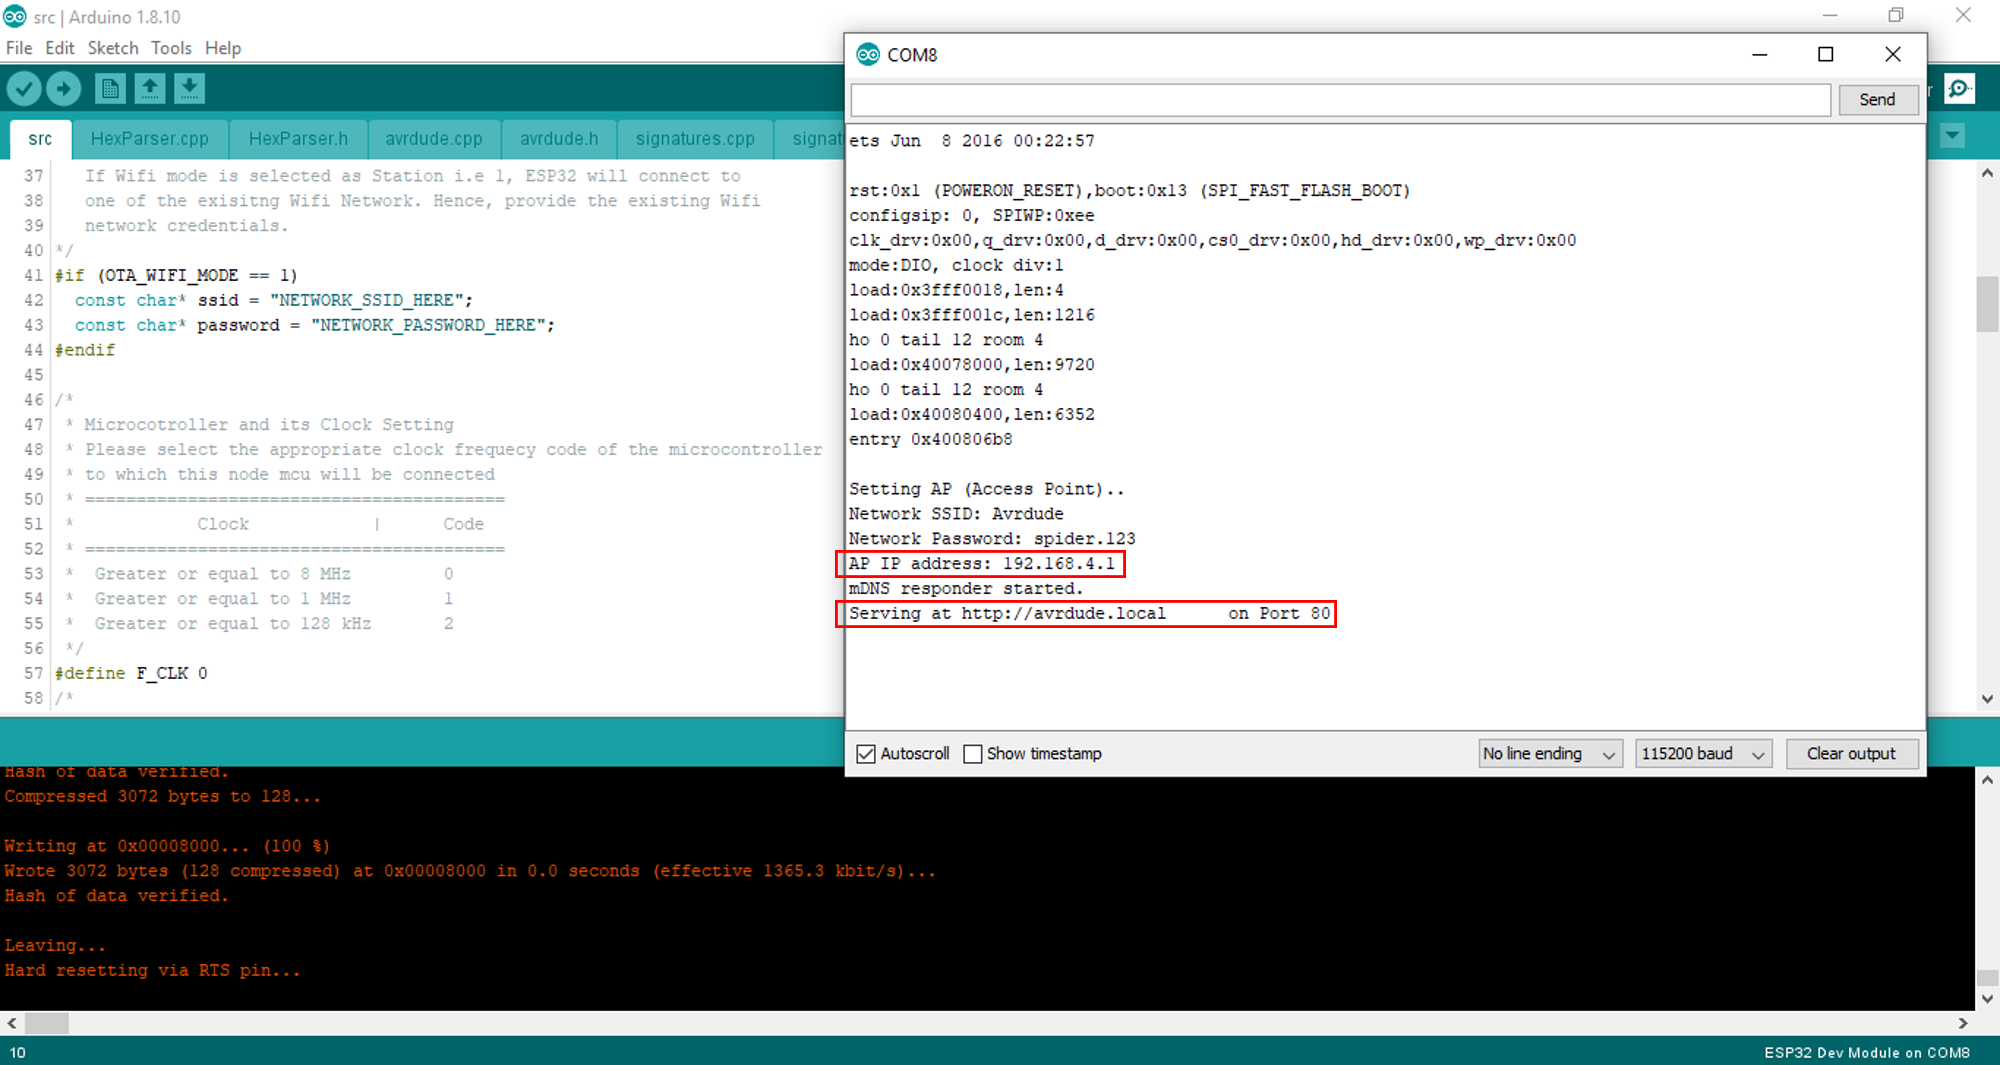 src | Arduino 1.8.10
File Edit Sketch Tools Help
src HexParser.cpp HexParser.h avrdude.cpp avrdude.h signatures.cpp signat
37 If Wifi mode is selected as Station i.e 1, ESP32 will connect to
38 one of the exisitng Wifi Network. Hence, provide the existing Wifi
39 network credentials.
40 */
41 #if (OTA_WIFI_MODE == 1)
42 const char* ssid = "NETWORK_SSID_HERE";
43 const char* password = "NETWORK_PASSWORD_HERE";
44 #endif
45
46 /*
47 * Microcotroller and its Clock Setting
48 * Please select the appropriate clock frequecy code of the microcontroller
49 * to which this node mcu will be connected
50 * =========================================
51 * Clock | Code
52 * =========================================
53 * Greater or equal to 8 MHz 0
54 * Greater or equal to 1 MHz 1
55 * Greater or equal to 128 kHz 2
56 */
57 #define F_CLK 0
58 /*
COM8
Send
ets Jun  8 2016 00:22:57
rst:0x1 (POWERON_RESET),boot:0x13 (SPI_FAST_FLASH_BOOT)
configsip: 0, SPIWP:0xee
clk_drv:0x00,q_drv:0x00,d_drv:0x00,cs0_drv:0x00,hd_drv:0x00,wp_drv:0x00
mode:DIO, clock div:1
load:0x3fff0018,len:4
load:0x3fff001c,len:1216
ho 0 tail 12 room 4
load:0x40078000,len:9720
ho 0 tail 12 room 4
load:0x40080400,len:6352
entry 0x400806b8
Setting AP (Access Point)..
Network SSID: Avrdude
Network Password: spider.123
AP IP address: 192.168.4.1
mDNS responder started.
Serving at http://avrdude.local on Port 80
Autoscroll Show timestamp No line ending 115200 baud Clear output
Hash of data verified.
Compressed 3072 bytes to 128...
Writing at 0x00008000... (100 %)
Wrote 3072 bytes (128 compressed) at 0x00008000 in 0.0 seconds (effective 1365.3 kbit/s)...
Hash of data verified.
Leaving...
Hard resetting via RTS pin...
10 ESP32 Dev Module on COM8